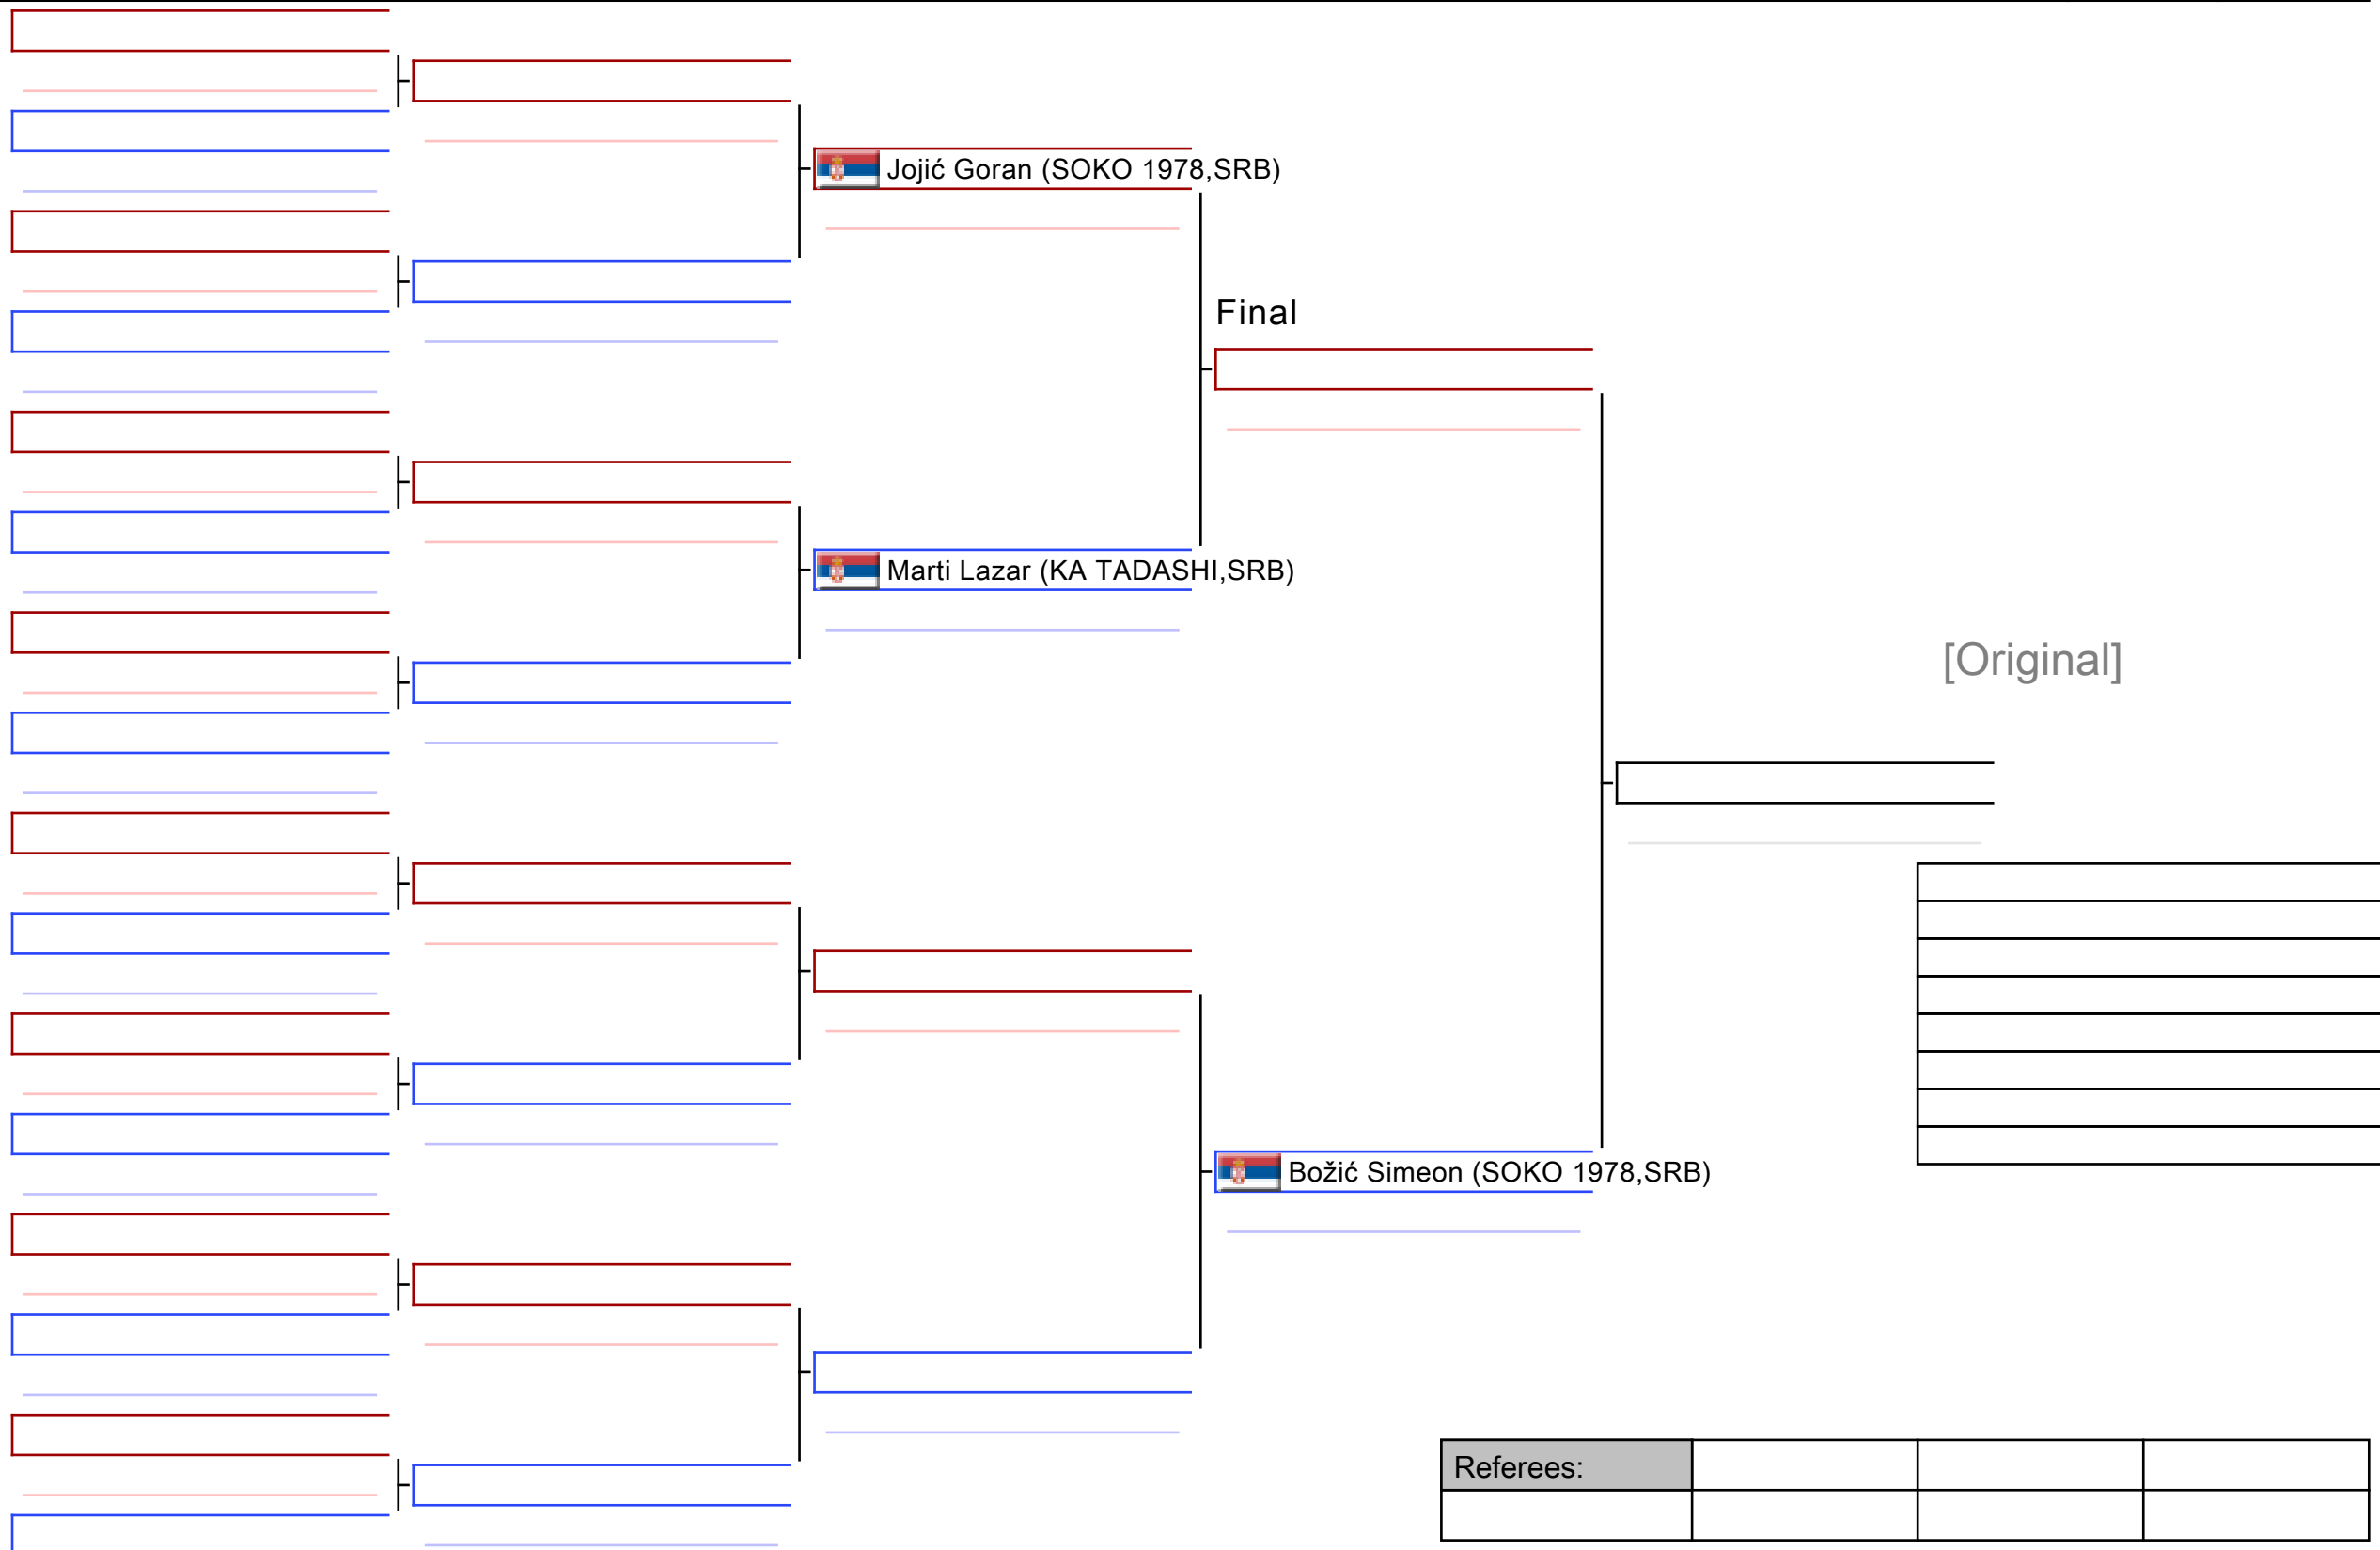 Jojić Goran (SOKO 1978,SRB)
Final
Marti Lazar (KA TADASHI,SRB)
[Original]
Božić Simeon (SOKO 1978,SRB)
Referees: